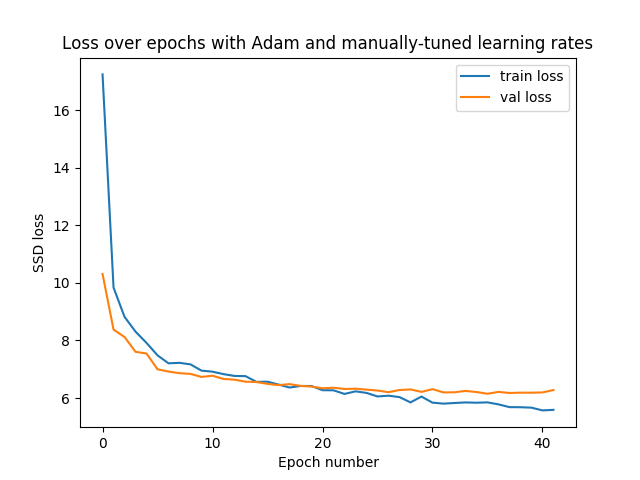 Loss over epochs with Adam and manually-tuned learning rates
train loss
val loss
16
14
12
10
8
6
SSD loss
0
10
20
30
40
Epoch number